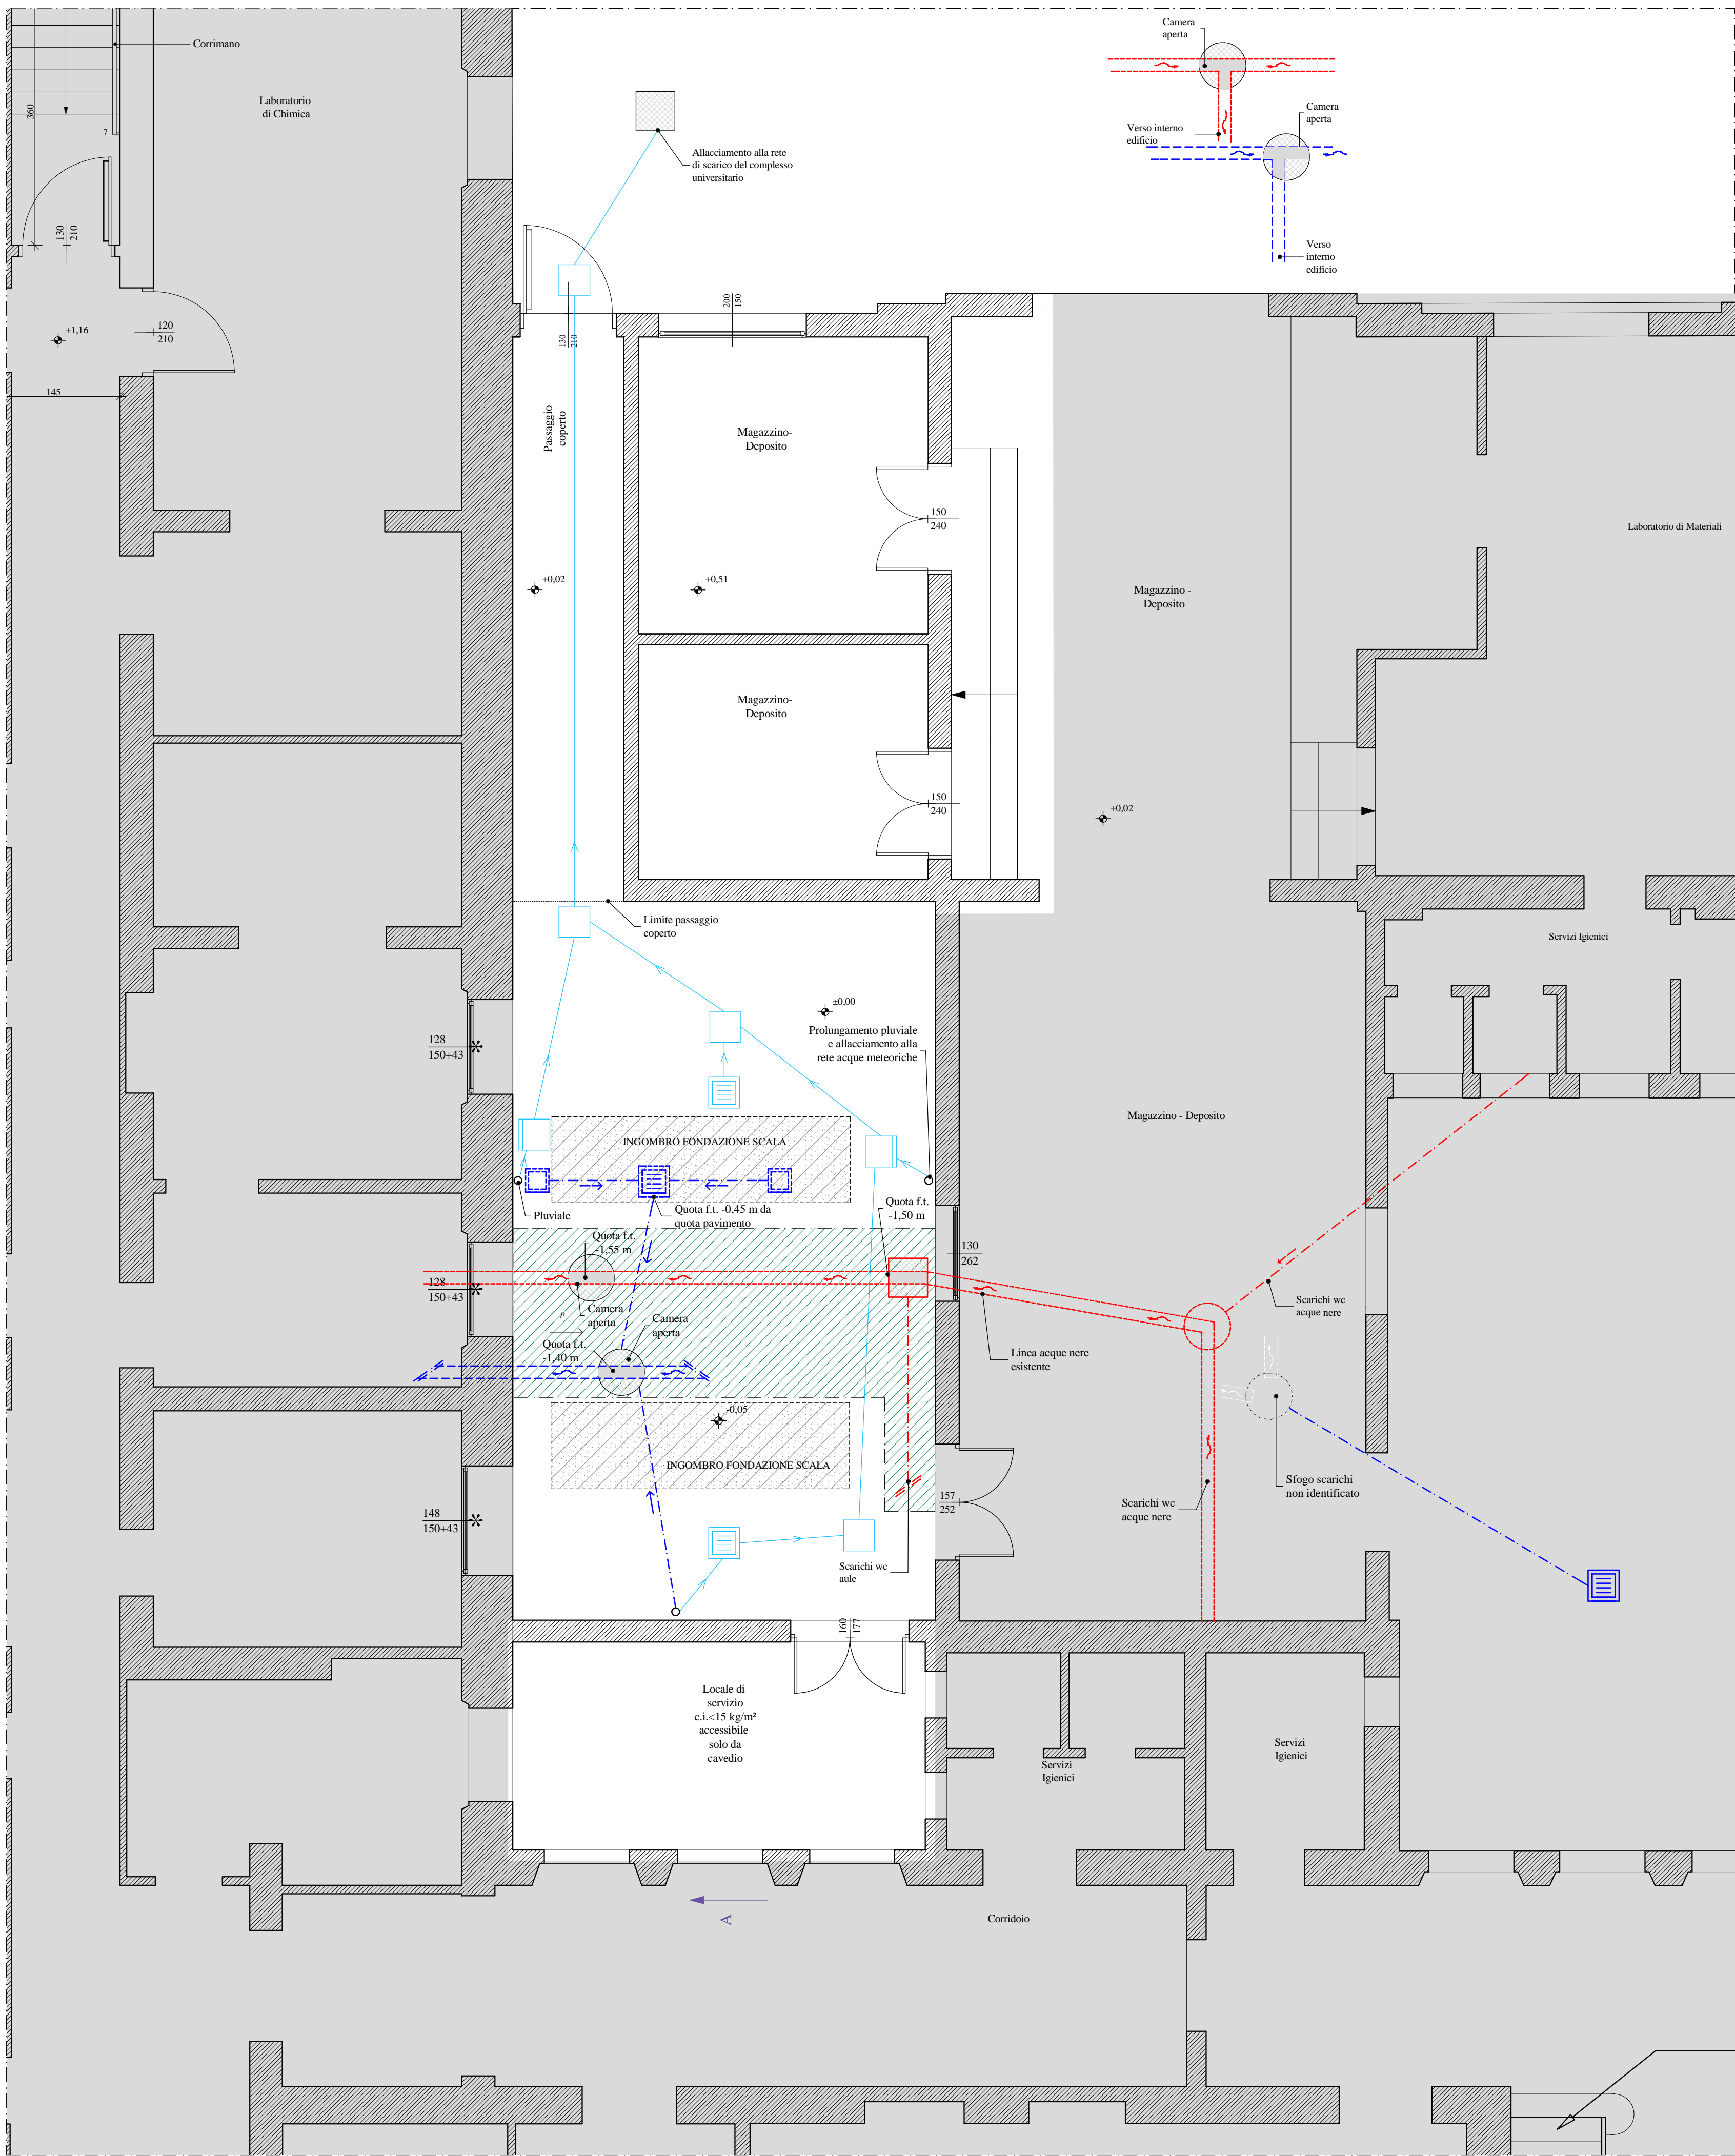 Corrimano
360
7
Laboratorio
di Chimica
130
210
+1,16
120
210
145
Allacciamento alla rete
di scarico del complesso
universitario
Camera
aperta
Verso interno
edificio
Camera
aperta
Verso
interno
edificio
200
150
130
210
Passaggio
coperto
Magazzino-
Deposito
150
240
+0,02
+0,51
Magazzino -
Deposito
Laboratorio di Materiali
Magazzino-
Deposito
150
240
+0,02
Limite passaggio
coperto
Servizi Igienici
±0,00
Prolungamento pluviale
e allacciamento alla
rete acque meteoriche
128
150+43
Magazzino - Deposito
INGOMBRO FONDAZIONE SCALA
Pluviale
Quota f.t. -0,45 m da
quota pavimento
Quota f.t.
-1,50 m
Quota f.t.
-1,55 m
130
262
128
150+43
p
Camera
aperta
Camera
aperta
Quota f.t.
-1,40 m
Scarichi wc
acque nere
Linea acque nere
esistente
-0,05
INGOMBRO FONDAZIONE SCALA
Sfogo scarichi
non identificato
157
252
Scarichi wc
acque nere
148
150+43
Scarichi wc
aule
160
177
Locale di
servizio
c.i.<15 kg/m²
accessibile
solo da
cavedio
Servizi
Igienici
Servizi
Igienici
A
Corridoio